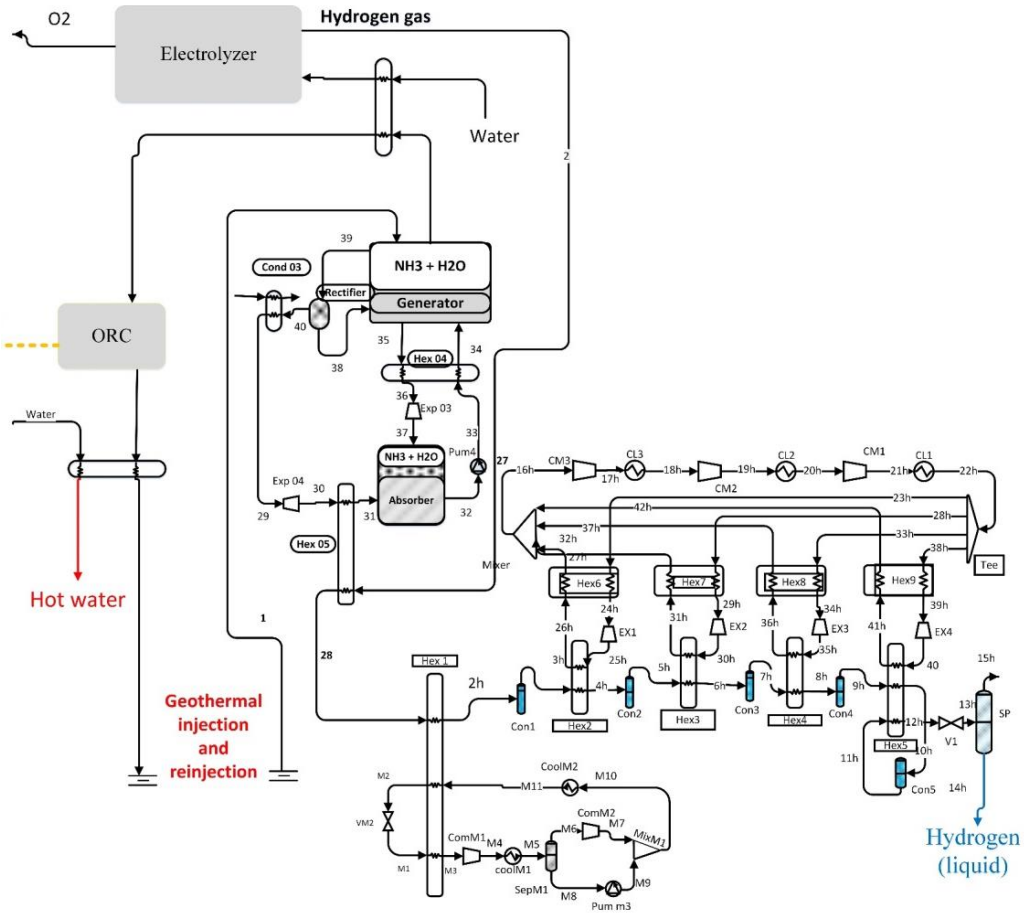 O2
Hydrogen gas
Electrolyzer
Water
2
39
Cond 03
NH3 + H2O
Rectifier
Generator
40
38
35
34
Hex 04
ORC
36
Exp 03
33
37
Water
NH3 + H2O
Pum4
27
Absorber
Exp 04
30
29
31
32
Hex 05
Hot water
1
28
Geothermal
injection
and
reinjection
16h
CM3
17h
CL3
18h
CM2
19h
CL2
20h
CM1
21h
CL1
22h
23h
42h
28h
37h
33h
32h
27h
38h
Mixer
Tee
Hex6
Hex7
Hex8
Hex9
24h
29h
34h
39h
26h
31h
36h
41h
EX1
EX2
EX3
EX4
25h
30h
35h
40
Hex 1
2h
3h
4h
5h
6h
7h
8h
9h
Con1
Con2
Con3
Con4
Hex2
Hex3
Hex4
Hex5
10h
11h
12h
13h
15h
SP
V1
Con5
14h
Hydrogen
(liquid)
M2
VM2
M1
M3
ComM1
M4
coolM1
M5
SepM1
M6
ComM2
M7
MixM1
M8
Pum m3
M9
M10
CoolM2
M11